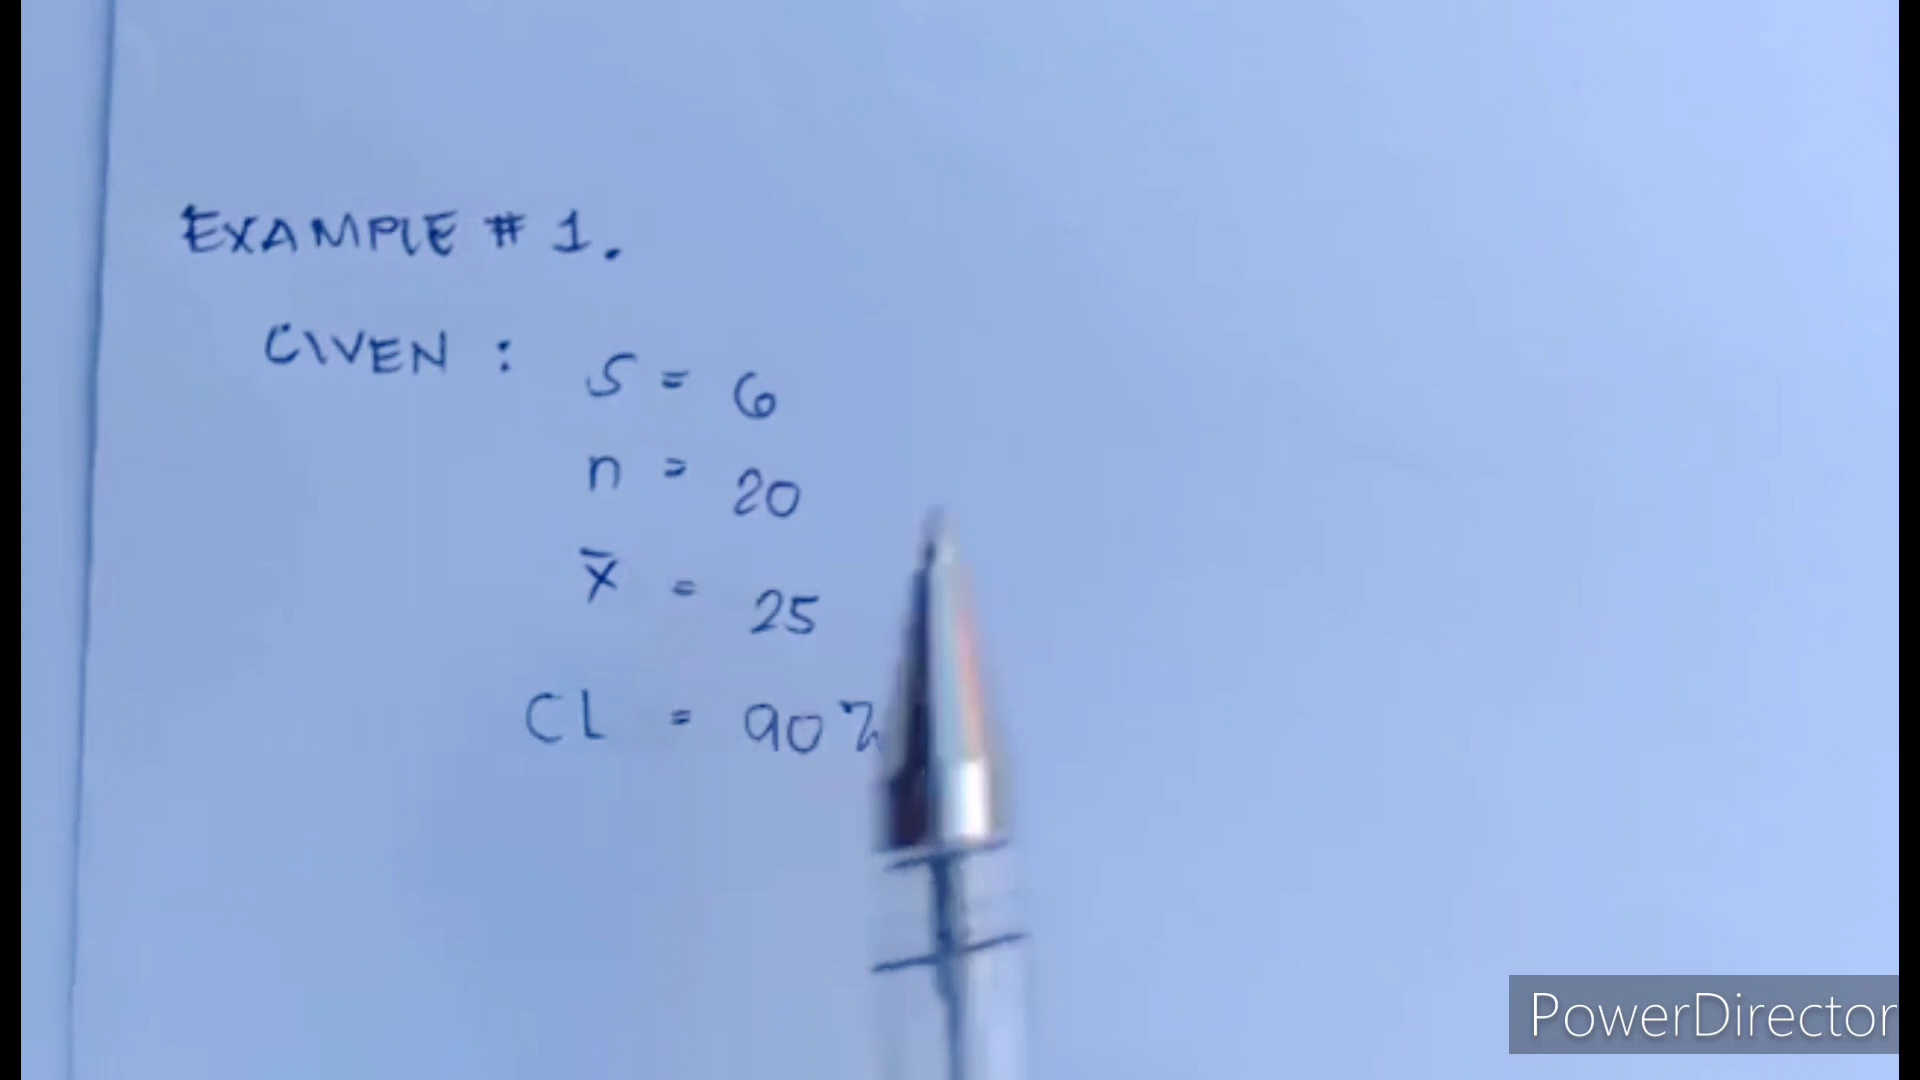 EXAMPLE # 1.
GIVEN : S = 6
n = 20
x̄ = 25
CL = 90%
PowerDirector